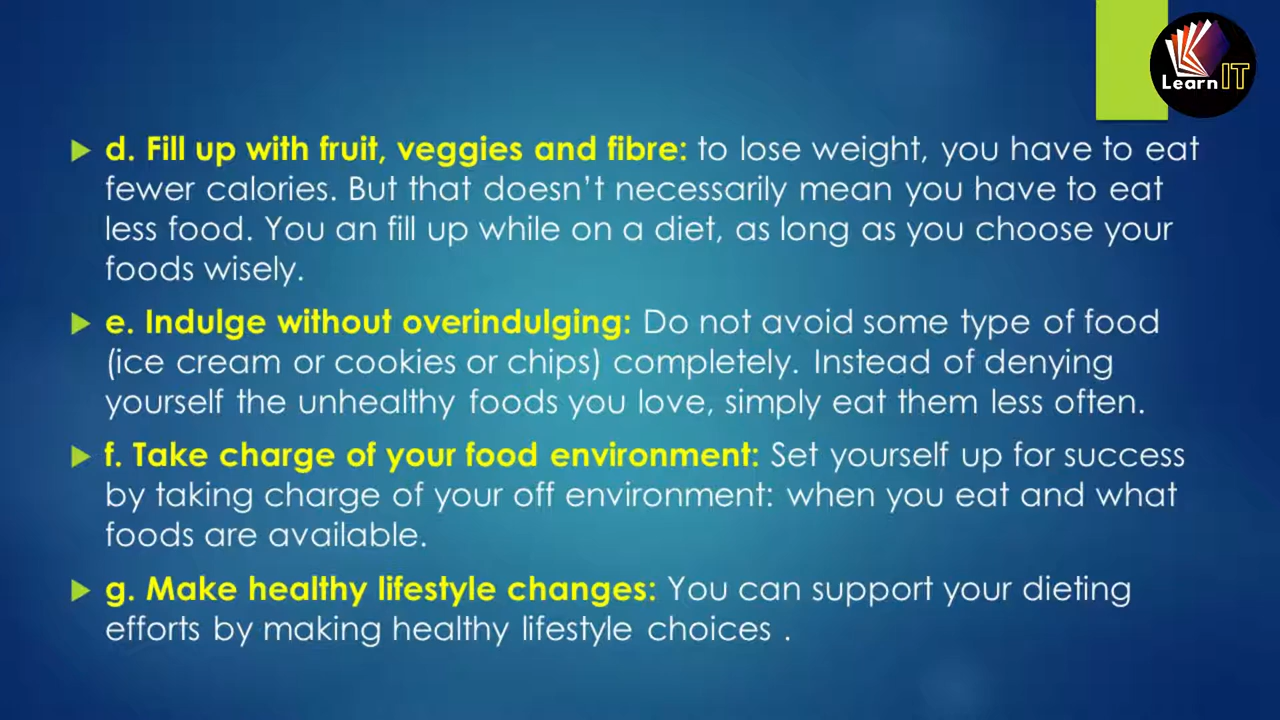 Learn IT
d. Fill up with fruit, veggies and fibre: to lose weight, you have to eat
fewer calories. But that doesn't necessarily mean you have to eat
less food. You an fill up while on a diet, as long as you choose your
foods wisely.
e. Indulge without overindulging: Do not avoid some type of food
(ice cream or cookies or chips) completely. Instead of denying
yourself the unhealthy foods you love, simply eat them less often.
f. Take charge of your food environment: Set yourself up for success
by taking charge of your off environment: when you eat and what
foods are available.
g. Make healthy lifestyle changes: You can support your dieting
efforts by making healthy lifestyle choices .